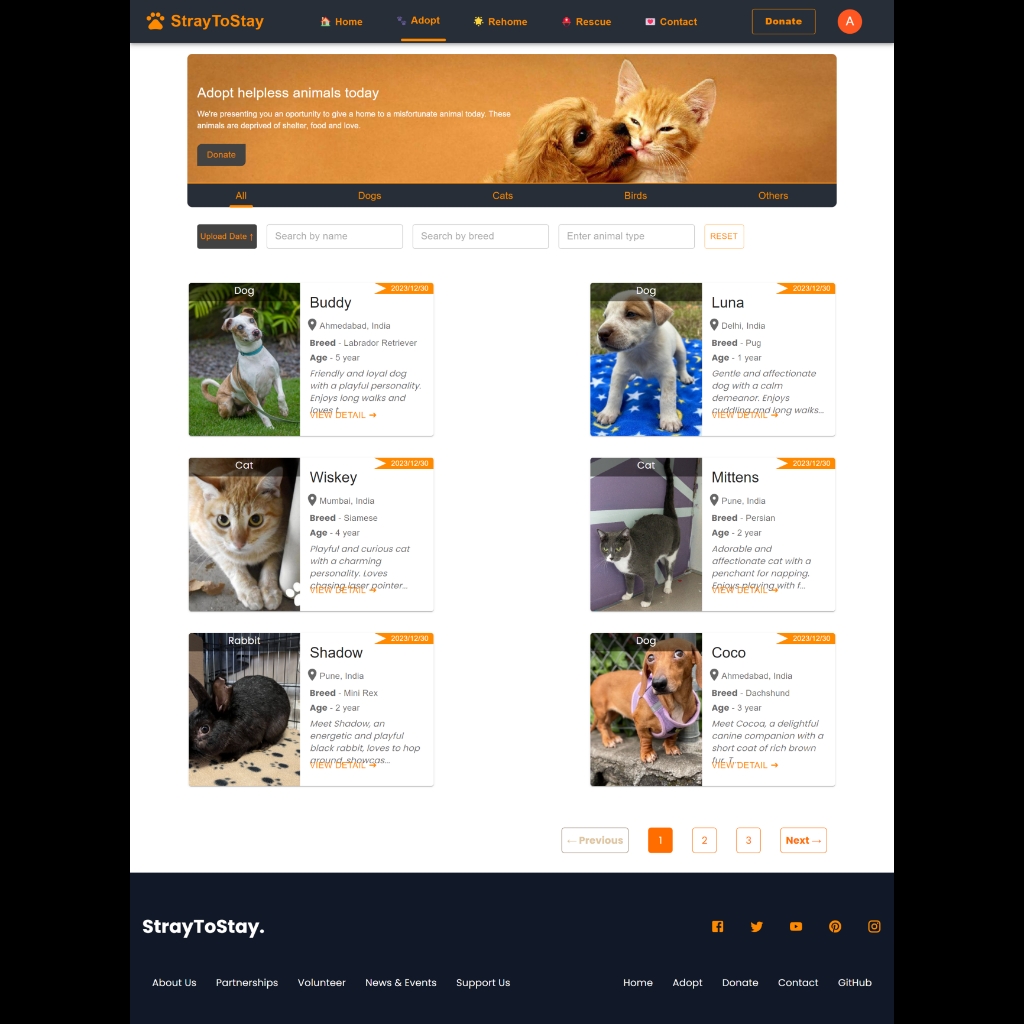 StrayToStay
Home
Adopt
Rehome
Rescue
Contact
Donate
A
Adopt helpless animals today
We're presenting you an oportunity to give a home to a misfortunate animal today. These
animals are deprived of shelter, food and love.
Donate
All
Dogs
Cats
Birds
Others
Upload Date ↑
Search by name
Search by breed
Enter animal type
RESET
Dog
2023/12/30
Buddy
Ahmedabad, India
Breed - Labrador Retriever
Age - 5 year
Friendly and loyal dog
with a playful personality.
Enjoys long walks and
loves t...
VIEW DETAIL ➔
Dog
2023/12/30
Luna
Delhi, India
Breed - Pug
Age - 1 year
Gentle and affectionate
dog with a calm
demeanor. Enjoys
cuddling and long walks...
VIEW DETAIL ➔
Cat
2023/12/30
Wiskey
Mumbai, India
Breed - Siamese
Age - 4 year
Playful and curious cat
with a charming
personality. Loves
chasing laser pointer...
VIEW DETAIL ➔
Cat
2023/12/30
Mittens
Pune, India
Breed - Persian
Age - 2 year
Adorable and
affectionate cat with a
penchant for napping.
Enjoys playing with f...
VIEW DETAIL ➔
Rabbit
2023/12/30
Shadow
Pune, India
Breed - Mini Rex
Age - 2 year
Meet Shadow, an
energetic and playful
black rabbit, loves to hop
around, showcas...
VIEW DETAIL ➔
Dog
2023/12/30
Coco
Ahmedabad, India
Breed - Dachshund
Age - 3 year
Meet Cocoa, a delightful
canine companion with a
short coat of rich brown
fur. T...
VIEW DETAIL ➔
← Previous
1
2
3
Next →
StrayToStay.
About Us
Partnerships
Volunteer
News & Events
Support Us
Home
Adopt
Donate
Contact
GitHub